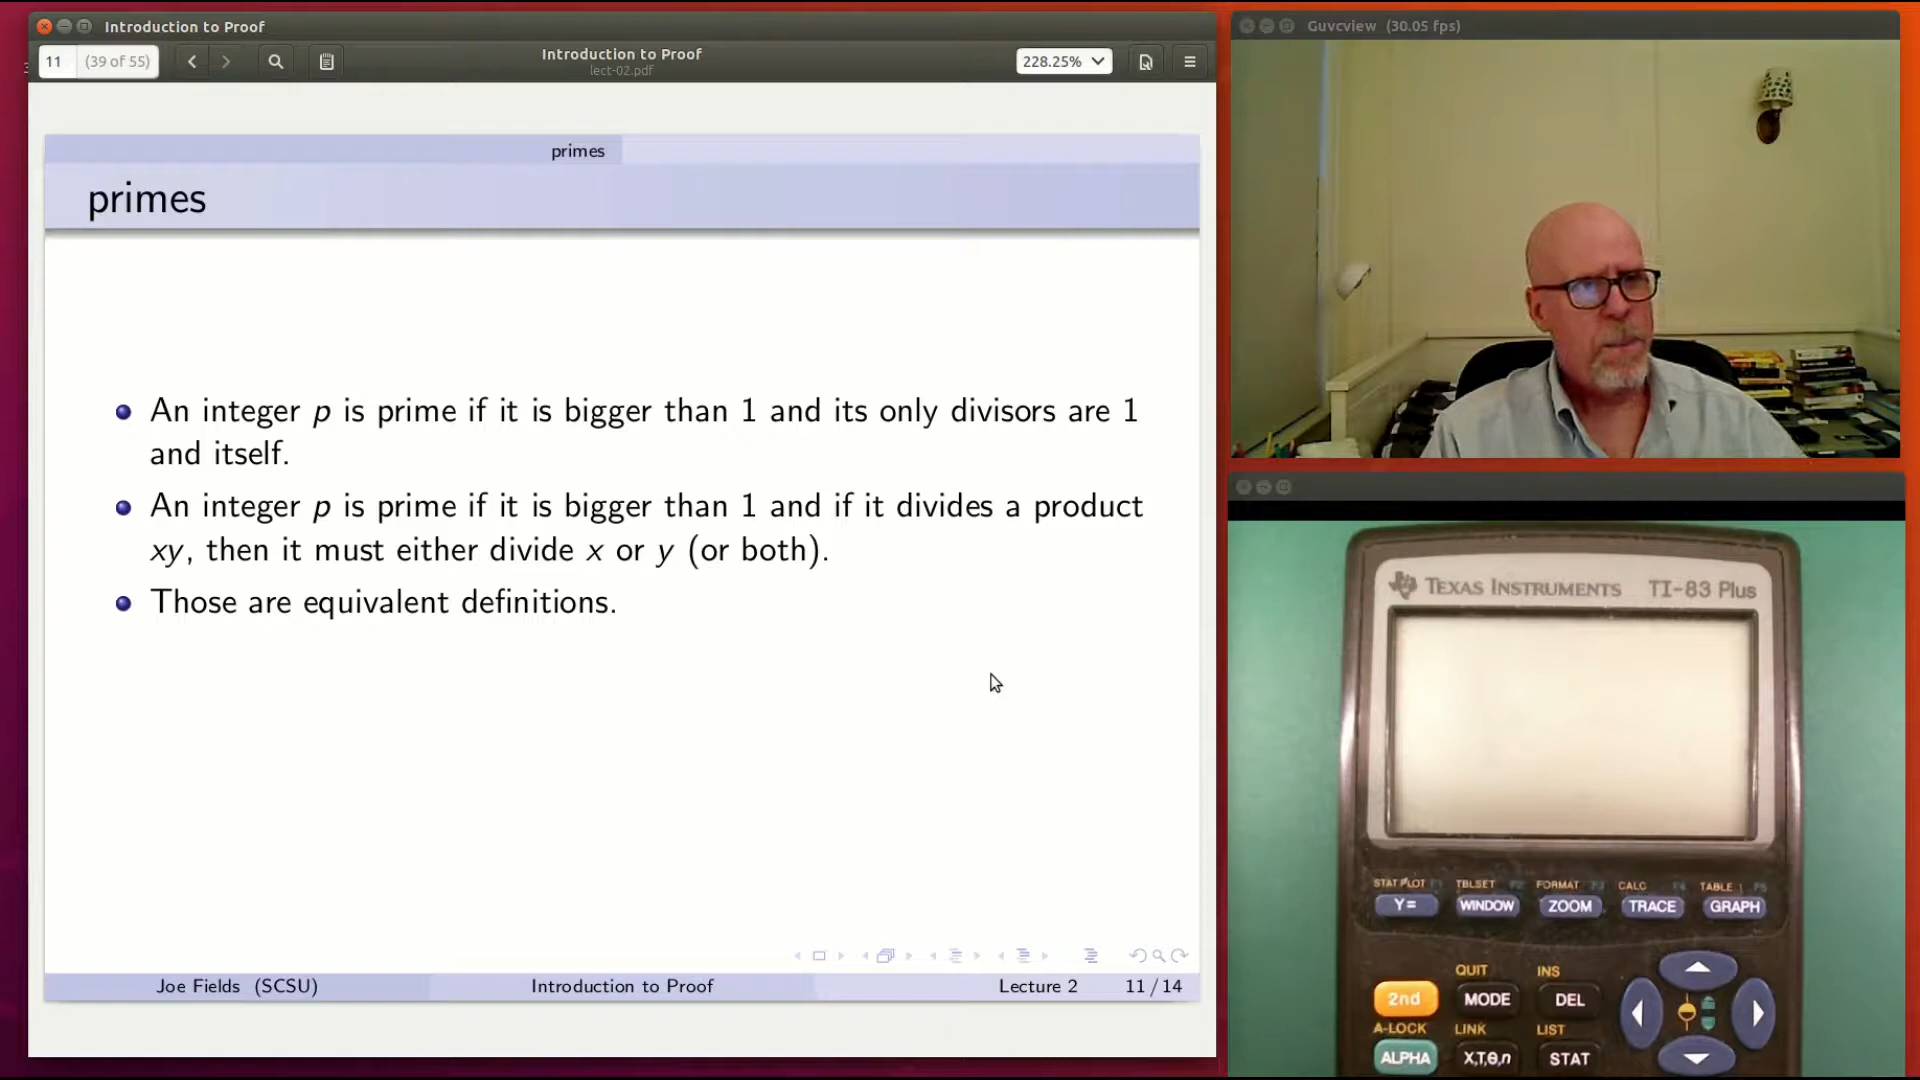 Introduction to Proof
11 (39 of 55)
Introduction to Proof
lect-02.pdf
228.25%
primes
primes
An integer p is prime if it is bigger than 1 and its only divisors are 1
and itself.
An integer p is prime if it is bigger than 1 and if it divides a product
xy, then it must either divide x or y (or both).
Those are equivalent definitions.
Joe Fields (SCSU) Introduction to Proof Lecture 2 11 / 14
Guvcview (30.05 fps)
TEXAS INSTRUMENTS TI-83 Plus
STAT PLOT F1 TBLSET F2 FORMAT F3 CALC F4 TABLE F5
Y= WINDOW ZOOM TRACE GRAPH
QUIT INS
2nd MODE DEL
A-LOCK LINK LIST
ALPHA X,T,θ,n STAT